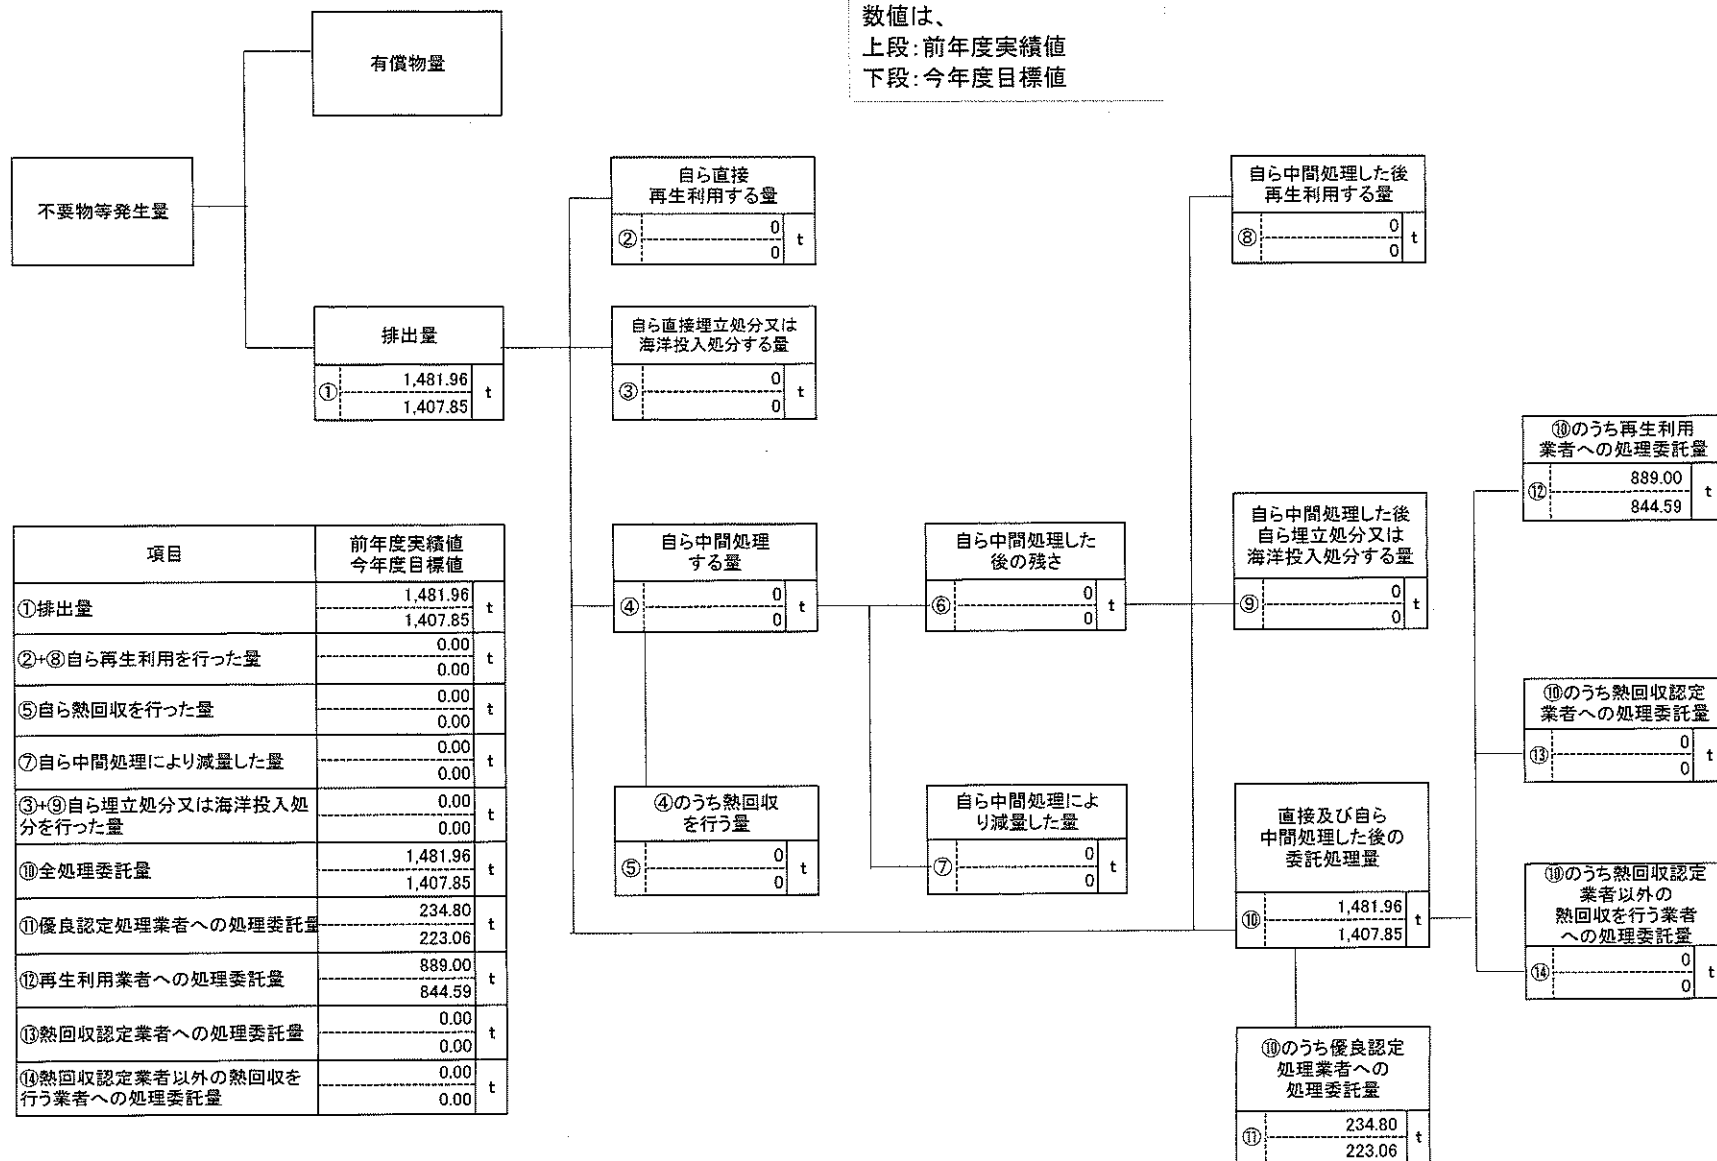 数値は、
上段:前年度実績値
下段:今年度目標値
有償物量
不要物等発生量
排出量
①
1,481.96
1,407.85
t
自ら直接
再生利用する量
②
0
0
t
自ら直接埋立処分又は
海洋投入処分する量
③
0
0
t
自ら中間処理
する量
④
0
0
t
④のうち熱回収
を行う量
⑤
0
0
t
自ら中間処理した
後の残さ
⑥
0
0
t
自ら中間処理によ
り減量した量
⑦
0
0
t
自ら中間処理した後
再生利用する量
⑧
0
0
t
自ら中間処理した後
自ら埋立処分又は
海洋投入処分する量
⑨
0
0
t
直接及び自ら
中間処理した後の
委託処理量
⑩
1,481.96
1,407.85
t
⑩のうち優良認定
処理業者への
処理委託量
⑪
234.80
223.06
t
⑩のうち再生利用
業者への処理委託量
⑫
889.00
844.59
t
⑩のうち熱回収認定
業者への処理委託量
⑬
0
0
t
⑩のうち熱回収認定
業者以外の
熱回収を行う業者
への処理委託量
⑭
0
0
t
項目
前年度実績値
今年度目標値
①排出量
1,481.96
1,407.85
t
②+⑧自ら再生利用を行った量
0.00
0.00
t
⑤自ら熱回収を行った量
0.00
0.00
t
⑦自ら中間処理により減量した量
0.00
0.00
t
③+⑨自ら埋立処分又は海洋投入処
分を行った量
0.00
0.00
t
⑩全処理委託量
1,481.96
1,407.85
t
⑪優良認定処理業者への処理委託量
234.80
223.06
t
⑫再生利用業者への処理委託量
889.00
844.59
t
⑬熱回収認定業者への処理委託量
0.00
0.00
t
⑭熱回収認定業者以外の熱回収を
行う業者への処理委託量
0.00
0.00
t